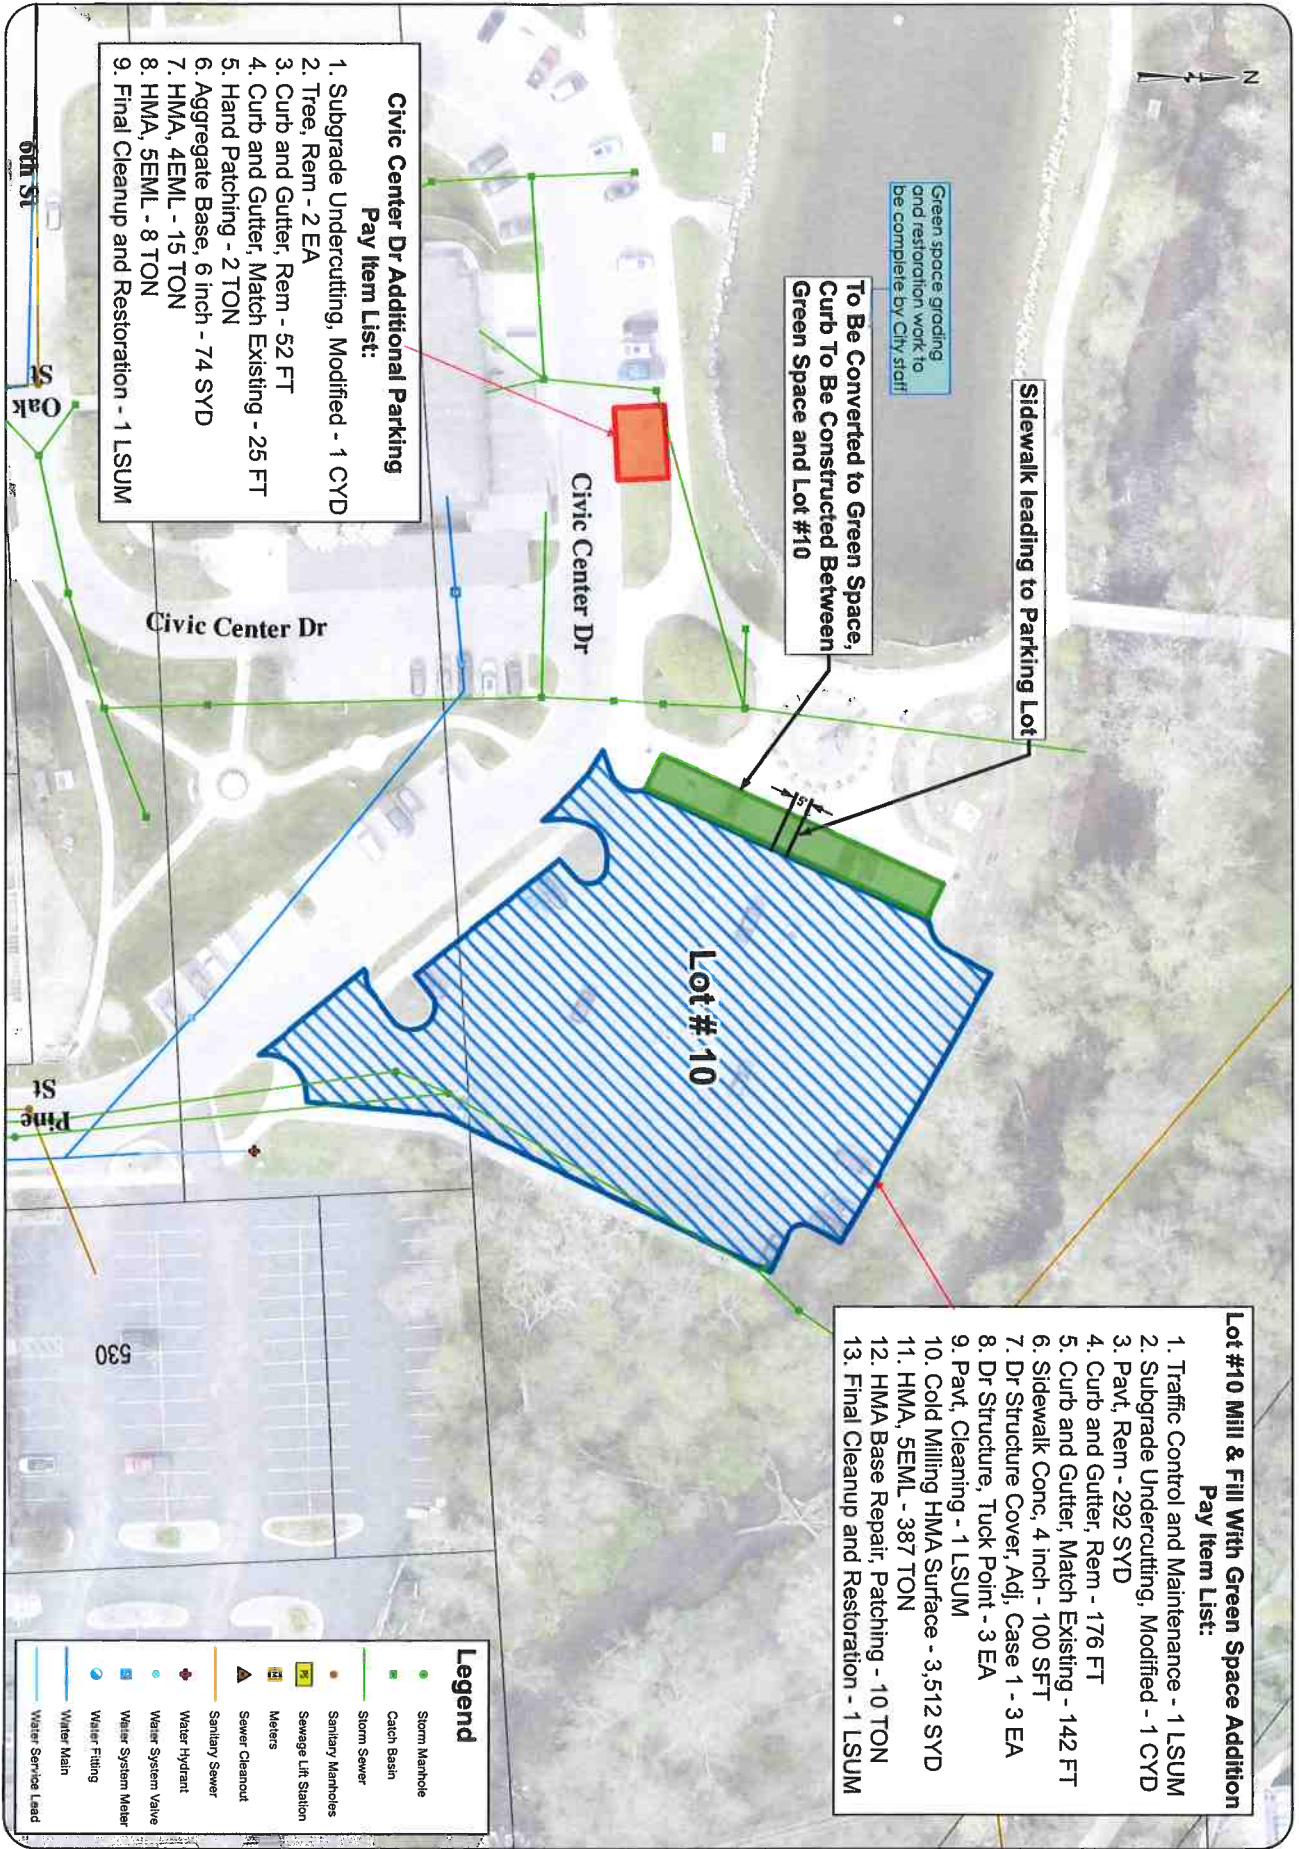 N
Green space grading
and restoration work to
be complete by City staff
Sidewalk leading to Parking Lot
To Be Converted to Green Space,
Curb To Be Constructed Between
Green Space and Lot #10
5'
Civic Center Dr Additional Parking
Pay Item List:
1. Subgrade Undercutting, Modified - 1 CYD
2. Tree, Rem - 2 EA
3. Curb and Gutter, Rem - 52 FT
4. Curb and Gutter, Match Existing - 25 FT
5. Hand Patching - 2 TON
6. Aggregate Base, 6 inch - 74 SYD
7. HMA, 4EML - 15 TON
8. HMA, 5EML - 8 TON
9. Final Cleanup and Restoration - 1 LSUM
Civic Center Dr
Civic Center Dr
6th St
Oak
St
Pine
St
530
Lot # 10
Lot #10 Mill & Fill With Green Space Addition
Pay Item List:
1. Traffic Control and Maintenance - 1 LSUM
2. Subgrade Undercutting, Modified - 1 CYD
3. Pavt, Rem - 292 SYD
4. Curb and Gutter, Rem - 176 FT
5. Curb and Gutter, Match Existing - 142 FT
6. Sidewalk Conc, 4 inch - 100 SFT
7. Dr Structure Cover, Adj, Case 1 - 3 EA
8. Dr Structure, Tuck Point - 3 EA
9. Pavt, Cleaning - 1 LSUM
10. Cold Milling HMA Surface - 3,512 SYD
11. HMA, 5EML - 387 TON
12. HMA Base Repair, Patching - 10 TON
13. Final Cleanup and Restoration - 1 LSUM
Legend
Storm Manhole
Catch Basin
Storm Sewer
Sanitary Manholes
Sewage Lift Station
Meters
Sewer Cleanout
Sanitary Sewer
Water Hydrant
Water System Valve
Water System Meter
Water Fitting
Water Main
Water Service Lead